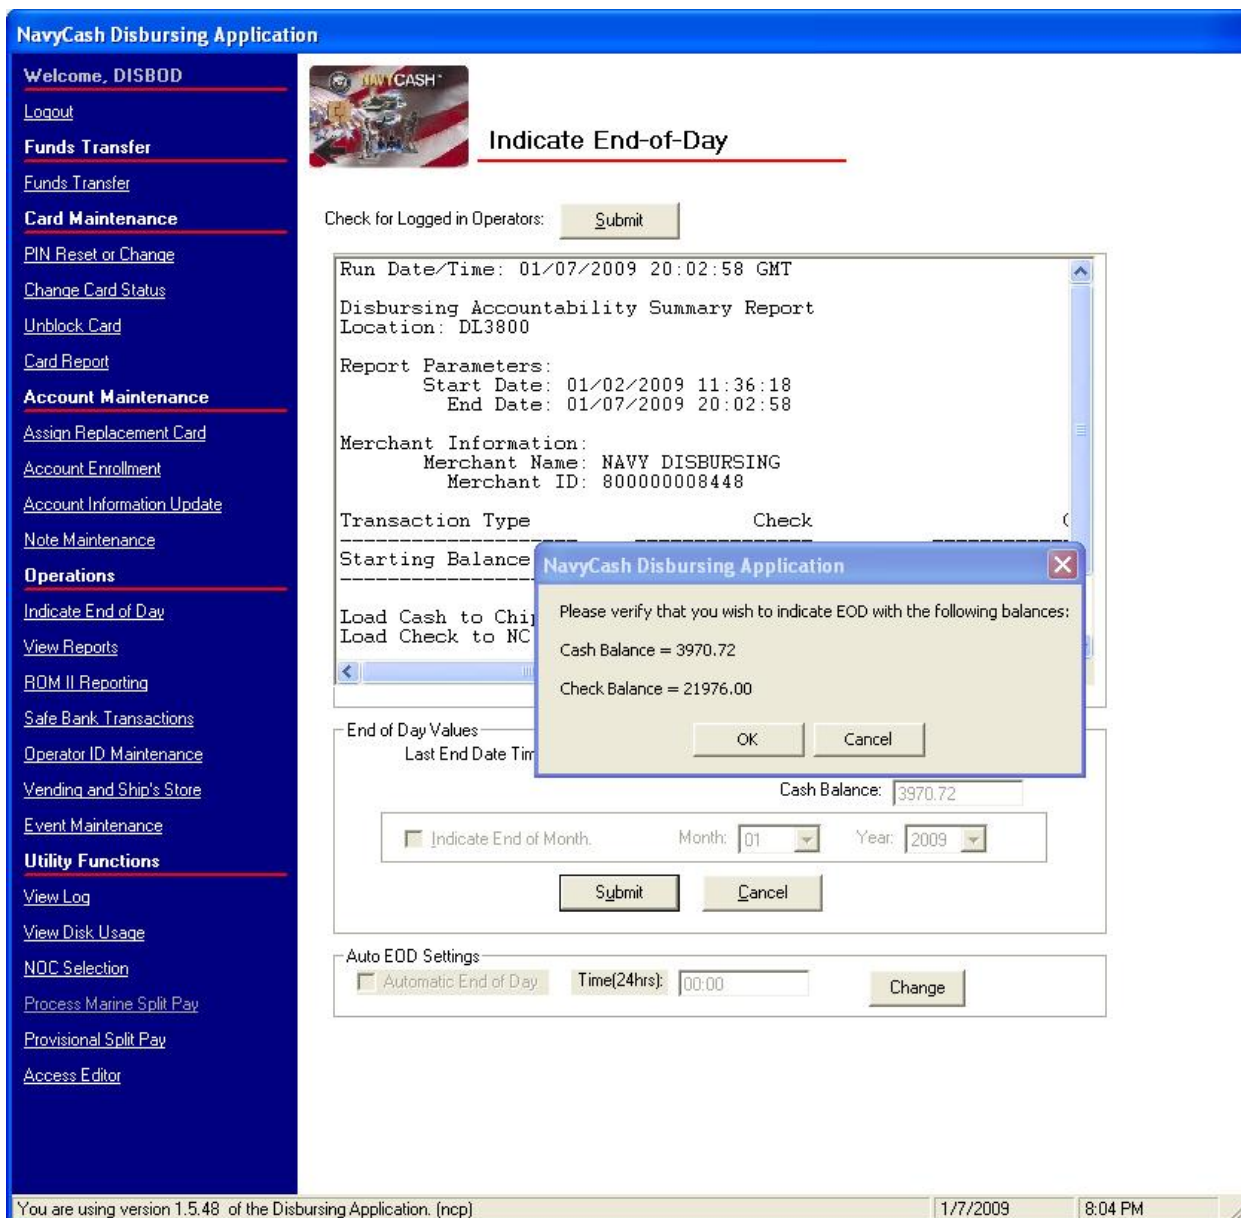 NavyCash Disbursing Application
Welcome, DISBOD
Logout
Funds Transfer
Funds Transfer
Card Maintenance
PIN Reset or Change
Change Card Status
Unblock Card
Card Report
Account Maintenance
Assign Replacement Card
Account Enrollment
Account Information Update
Note Maintenance
Operations
Indicate End of Day
View Reports
ROM II Reporting
Safe Bank Transactions
Operator ID Maintenance
Vending and Ship's Store
Event Maintenance
Utility Functions
View Log
View Disk Usage
NOC Selection
Process Marine Split Pay
Provisional Split Pay
Access Editor
NAVYCASH
Indicate End-of-Day
Check for Logged in Operators: Submit
Run Date/Time: 01/07/2009 20:02:58 GMT
Disbursing Accountability Summary Report
Location: DL3800
Report Parameters:
Start Date: 01/02/2009 11:36:18
End Date: 01/07/2009 20:02:58
Merchant Information:
Merchant Name: NAVY DISBURSING
Merchant ID: 800000008448
Transaction Type Check
Starting Balance
Load Cash to Chip
Load Check to NC
NavyCash Disbursing Application
Please verify that you wish to indicate EOD with the following balances:
Cash Balance = 3970.72
Check Balance = 21976.00
OK Cancel
End of Day Values
Last End Date Tim
Cash Balance: 3970.72
Indicate End of Month. Month: 01 Year: 2009
Submit Cancel
Auto EOD Settings
Automatic End of Day Time(24hrs): 00:00 Change
You are using version 1.5.48 of the Disbursing Application. (ncp) 1/7/2009 8:04 PM